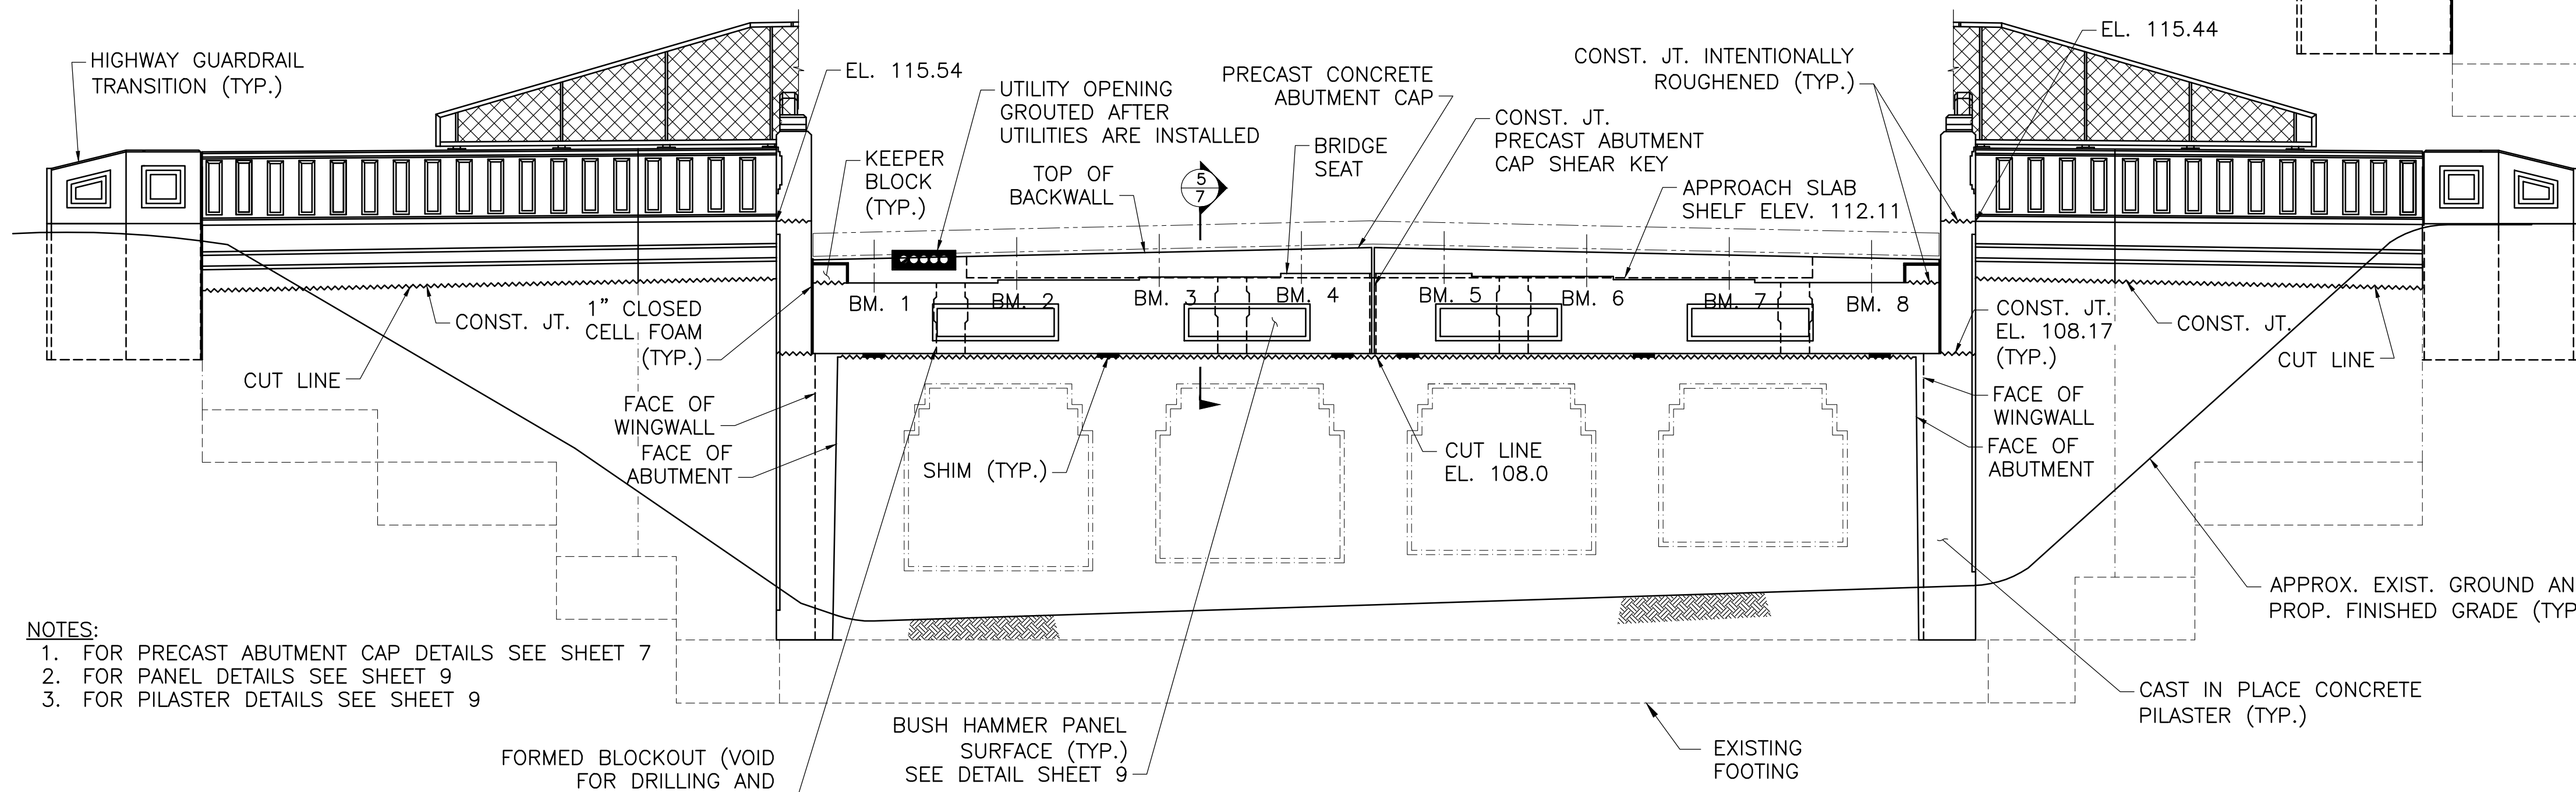 HIGHWAY GUARDRAIL
TRANSITION (TYP.)
EL. 115.54
UTILITY OPENING
GROUTED AFTER
UTILITIES ARE INSTALLED
KEEPER
BLOCK
(TYP.)
TOP OF
BACKWALL
5
7
PRECAST CONCRETE
ABUTMENT CAP
BRIDGE
SEAT
CONST. JT.
PRECAST ABUTMENT
CAP SHEAR KEY
CONST. JT. INTENTIONALLY
ROUGHENED (TYP.)
APPROACH SLAB
SHELF ELEV. 112.11
EL. 115.44
BM. 1
BM. 2
BM. 3
BM. 4
BM. 5
BM. 6
BM. 7
BM. 8
CONST. JT.
1" CLOSED
CELL FOAM
(TYP.)
CUT LINE
FACE OF
WINGWALL
FACE OF
ABUTMENT
SHIM (TYP.)
CUT LINE
EL. 108.0
CONST. JT.
EL. 108.17
(TYP.)
CONST. JT.
CUT LINE
FACE OF
WINGWALL
FACE OF
ABUTMENT
APPROX. EXIST. GROUND AN
PROP. FINISHED GRADE (TYP
NOTES:
1. FOR PRECAST ABUTMENT CAP DETAILS SEE SHEET 7
2. FOR PANEL DETAILS SEE SHEET 9
3. FOR PILASTER DETAILS SEE SHEET 9
CAST IN PLACE CONCRETE
PILASTER (TYP.)
FORMED BLOCKOUT (VOID
FOR DRILLING AND
BUSH HAMMER PANEL
SURFACE (TYP.)
SEE DETAIL SHEET 9
EXISTING
FOOTING